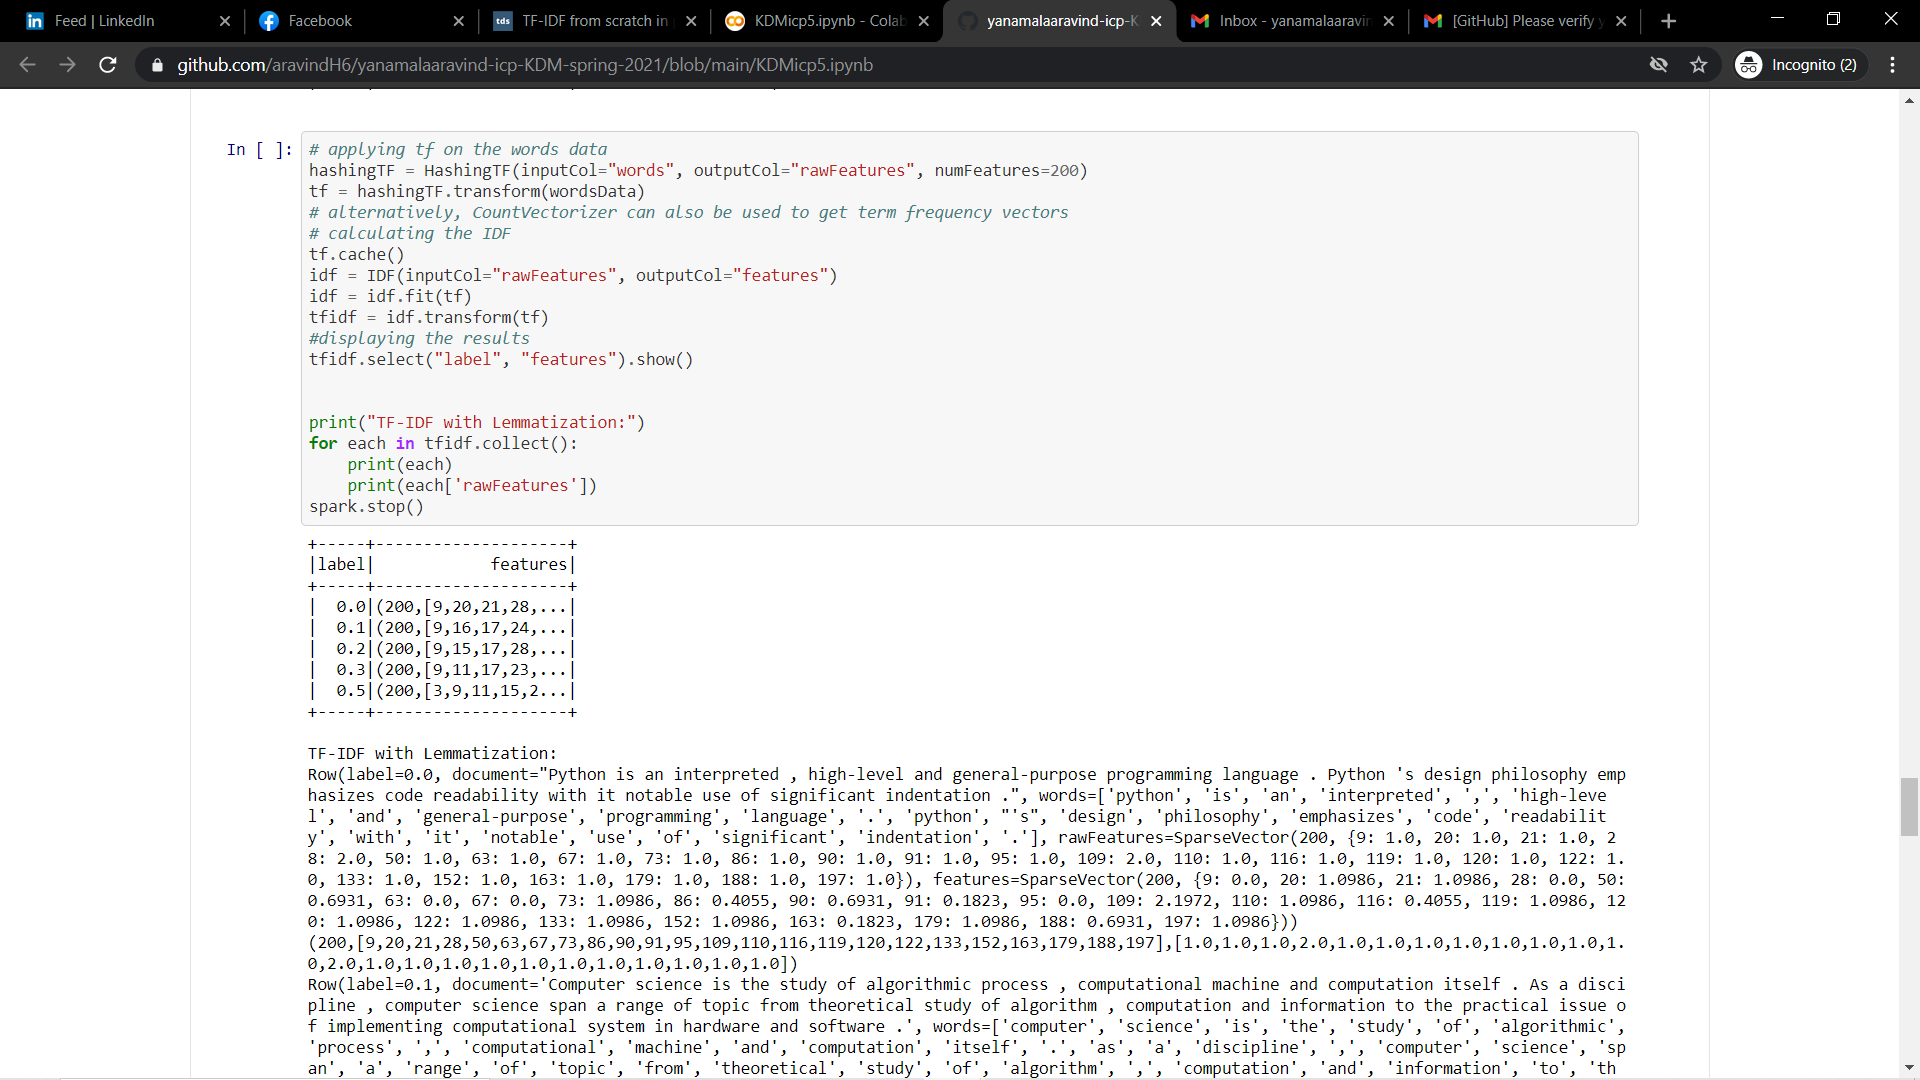 Feed | LinkedIn
Facebook
tds TF-IDF from scratch in
KDMicp5.ipynb - Colab
yanamalaaravind-icp-K
Inbox - yanamalaaravin
[GitHub] Please verify y
github.com/aravindH6/yanamalaaravind-icp-KDM-spring-2021/blob/main/KDMicp5.ipynb
Incognito (2)
In [ ]:
# applying tf on the words data
hashingTF = HashingTF(inputCol="words", outputCol="rawFeatures", numFeatures=200)
tf = hashingTF.transform(wordsData)
# alternatively, CountVectorizer can also be used to get term frequency vectors
# calculating the IDF
tf.cache()
idf = IDF(inputCol="rawFeatures", outputCol="features")
idf = idf.fit(tf)
tfidf = idf.transform(tf)
#displaying the results
tfidf.select("label", "features").show()
print("TF-IDF with Lemmatization:")
for each in tfidf.collect():
    print(each)
    print(each['rawFeatures'])
spark.stop()
+-----+--------------------+
|label|            features|
+-----+--------------------+
|  0.0|(200,[9,20,21,28,...|
|  0.1|(200,[9,16,17,24,...|
|  0.2|(200,[9,15,17,28,...|
|  0.3|(200,[9,11,17,23,...|
|  0.5|(200,[3,9,11,15,2...|
+-----+--------------------+
TF-IDF with Lemmatization:
Row(label=0.0, document="Python is an interpreted , high-level and general-purpose programming language . Python 's design philosophy emp
hasizes code readability with it notable use of significant indentation .", words=['python', 'is', 'an', 'interpreted', ',', 'high-leve
l', 'and', 'general-purpose', 'programming', 'language', '.', 'python', "'s", 'design', 'philosophy', 'emphasizes', 'code', 'readabilit
y', 'with', 'it', 'notable', 'use', 'of', 'significant', 'indentation', '.'], rawFeatures=SparseVector(200, {9: 1.0, 20: 1.0, 21: 1.0, 2
8: 2.0, 50: 1.0, 63: 1.0, 67: 1.0, 73: 1.0, 86: 1.0, 90: 1.0, 91: 1.0, 95: 1.0, 109: 2.0, 110: 1.0, 116: 1.0, 119: 1.0, 120: 1.0, 122: 1.
0, 133: 1.0, 152: 1.0, 163: 1.0, 179: 1.0, 188: 1.0, 197: 1.0}), features=SparseVector(200, {9: 0.0, 20: 1.0986, 21: 1.0986, 28: 0.0, 50:
0.6931, 63: 0.0, 67: 0.0, 73: 1.0986, 86: 0.4055, 90: 0.6931, 91: 0.1823, 95: 0.0, 109: 2.1972, 110: 1.0986, 116: 0.4055, 119: 1.0986, 12
0: 1.0986, 122: 1.0986, 133: 1.0986, 152: 1.0986, 163: 0.1823, 179: 1.0986, 188: 0.6931, 197: 1.0986}))
(200,[9,20,21,28,50,63,67,73,86,90,91,95,109,110,116,119,120,122,133,152,163,179,188,197],[1.0,1.0,1.0,2.0,1.0,1.0,1.0,1.0,1.0,1.0,1.0,1.
0,2.0,1.0,1.0,1.0,1.0,1.0,1.0,1.0,1.0,1.0,1.0,1.0])
Row(label=0.1, document='Computer science is the study of algorithmic process , computational machine and computation itself . As a disci
pline , computer science span a range of topic from theoretical study of algorithm , computation and information to the practical issue o
f implementing computational system in hardware and software .', words=['computer', 'science', 'is', 'the', 'study', 'of', 'algorithmic',
'process', ',', 'computational', 'machine', 'and', 'computation', 'itself', '.', 'as', 'a', 'discipline', ',', 'computer', 'science', 'sp
an', 'a', 'range', 'of', 'topic', 'from', 'theoretical', 'study', 'of', 'algorithm', ',', 'computation', 'and', 'information', 'to', 'th